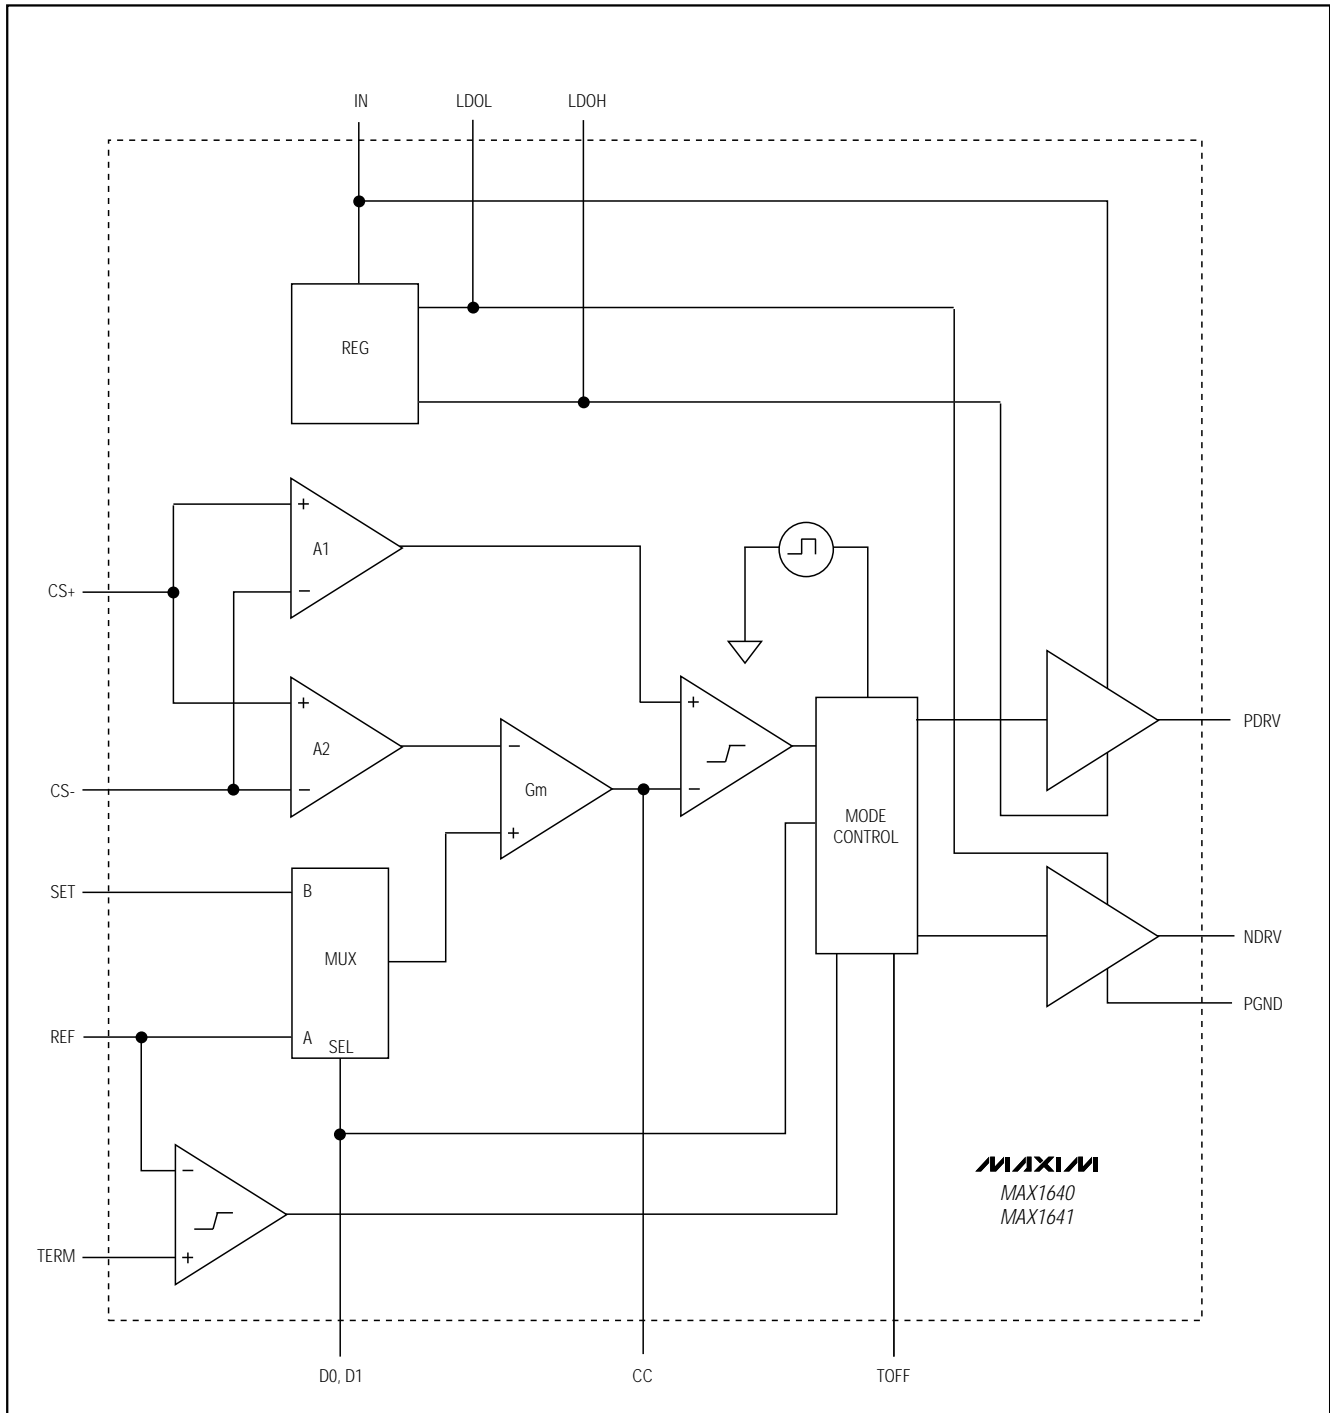 IN
LDOL
LDOH
REG
+
A1
CS+
−
+
+
PDRV
A2
−
CS-
−
Gm
−
MODE
CONTROL
+
SET
B
NDRV
MUX
PGND
REF
A
SEL
−
MAXIM
MAX1640
MAX1641
TERM
+
D0, D1
CC
TOFF